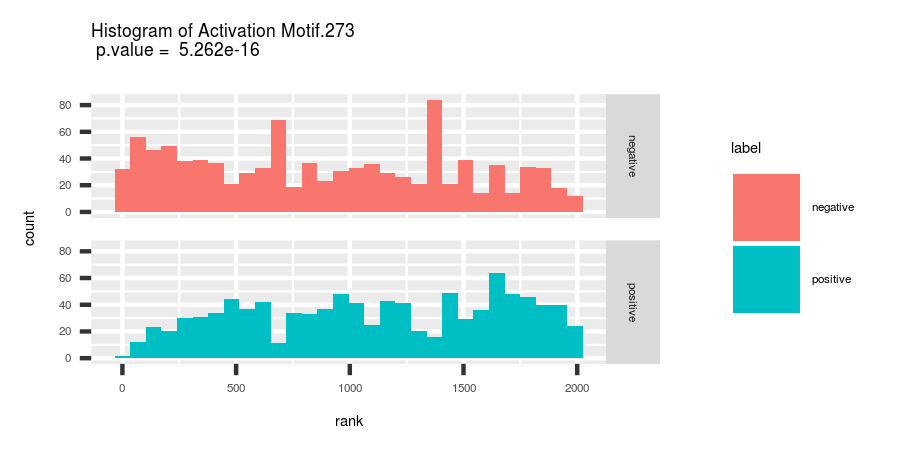 Histogram of Activation Motif.273
p.value = 5.262e-16
count
80
60
40
20
0
negative
80
60
40
20
0
positive
0 500 1000 1500 2000
rank
label
negative
positive